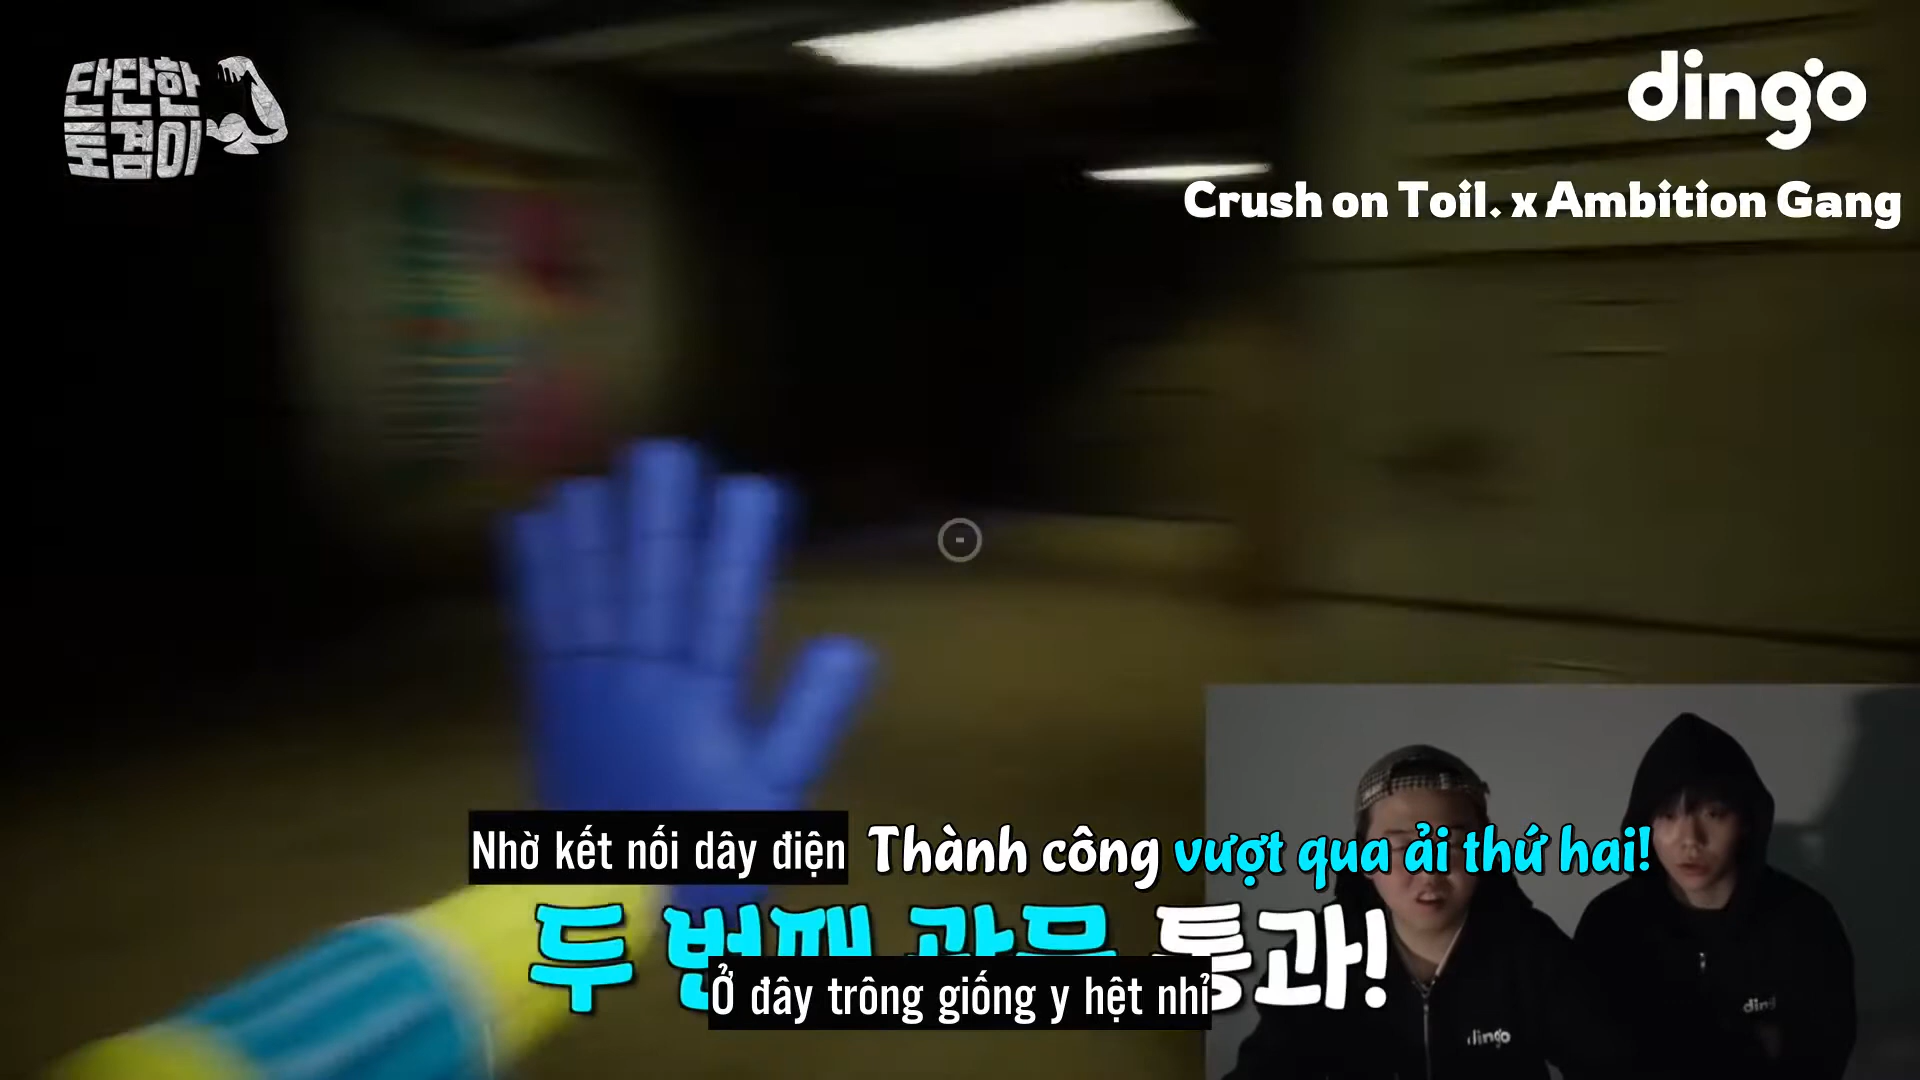 단단한
토겸이
dingo
Crush on Toil. x Ambition Gang
Nhờ kết nối dây điện Thành công vượt qua ải thứ hai!
두 번째 관문 통과!
Ở đây trông giống y hệt nhỉ
dingo